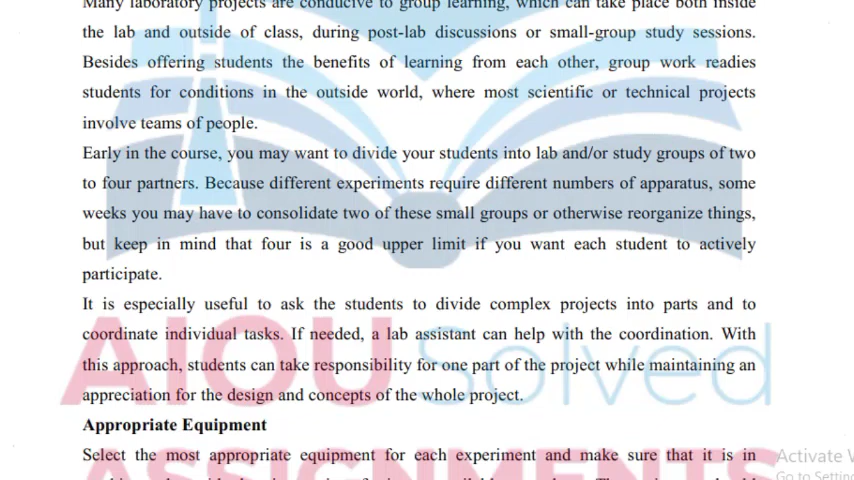 Many laboratory projects are conducive to group learning, which can take place both inside
the lab and outside of class, during post-lab discussions or small-group study sessions.
Besides offering students the benefits of learning from each other, group work readies
students for conditions in the outside world, where most scientific or technical projects
involve teams of people.
Early in the course, you may want to divide your students into lab and/or study groups of two
to four partners. Because different experiments require different numbers of apparatus, some
weeks you may have to consolidate two of these small groups or otherwise reorganize things,
but keep in mind that four is a good upper limit if you want each student to actively
participate.
It is especially useful to ask the students to divide complex projects into parts and to
coordinate individual tasks. If needed, a lab assistant can help with the coordination. With
this approach, students can take responsibility for one part of the project while maintaining an
appreciation for the design and concepts of the whole project.
AIOU Solved
Appropriate Equipment
Select the most appropriate equipment for each experiment and make sure that it is in
ASSIGNMENTS
Activate
Go to